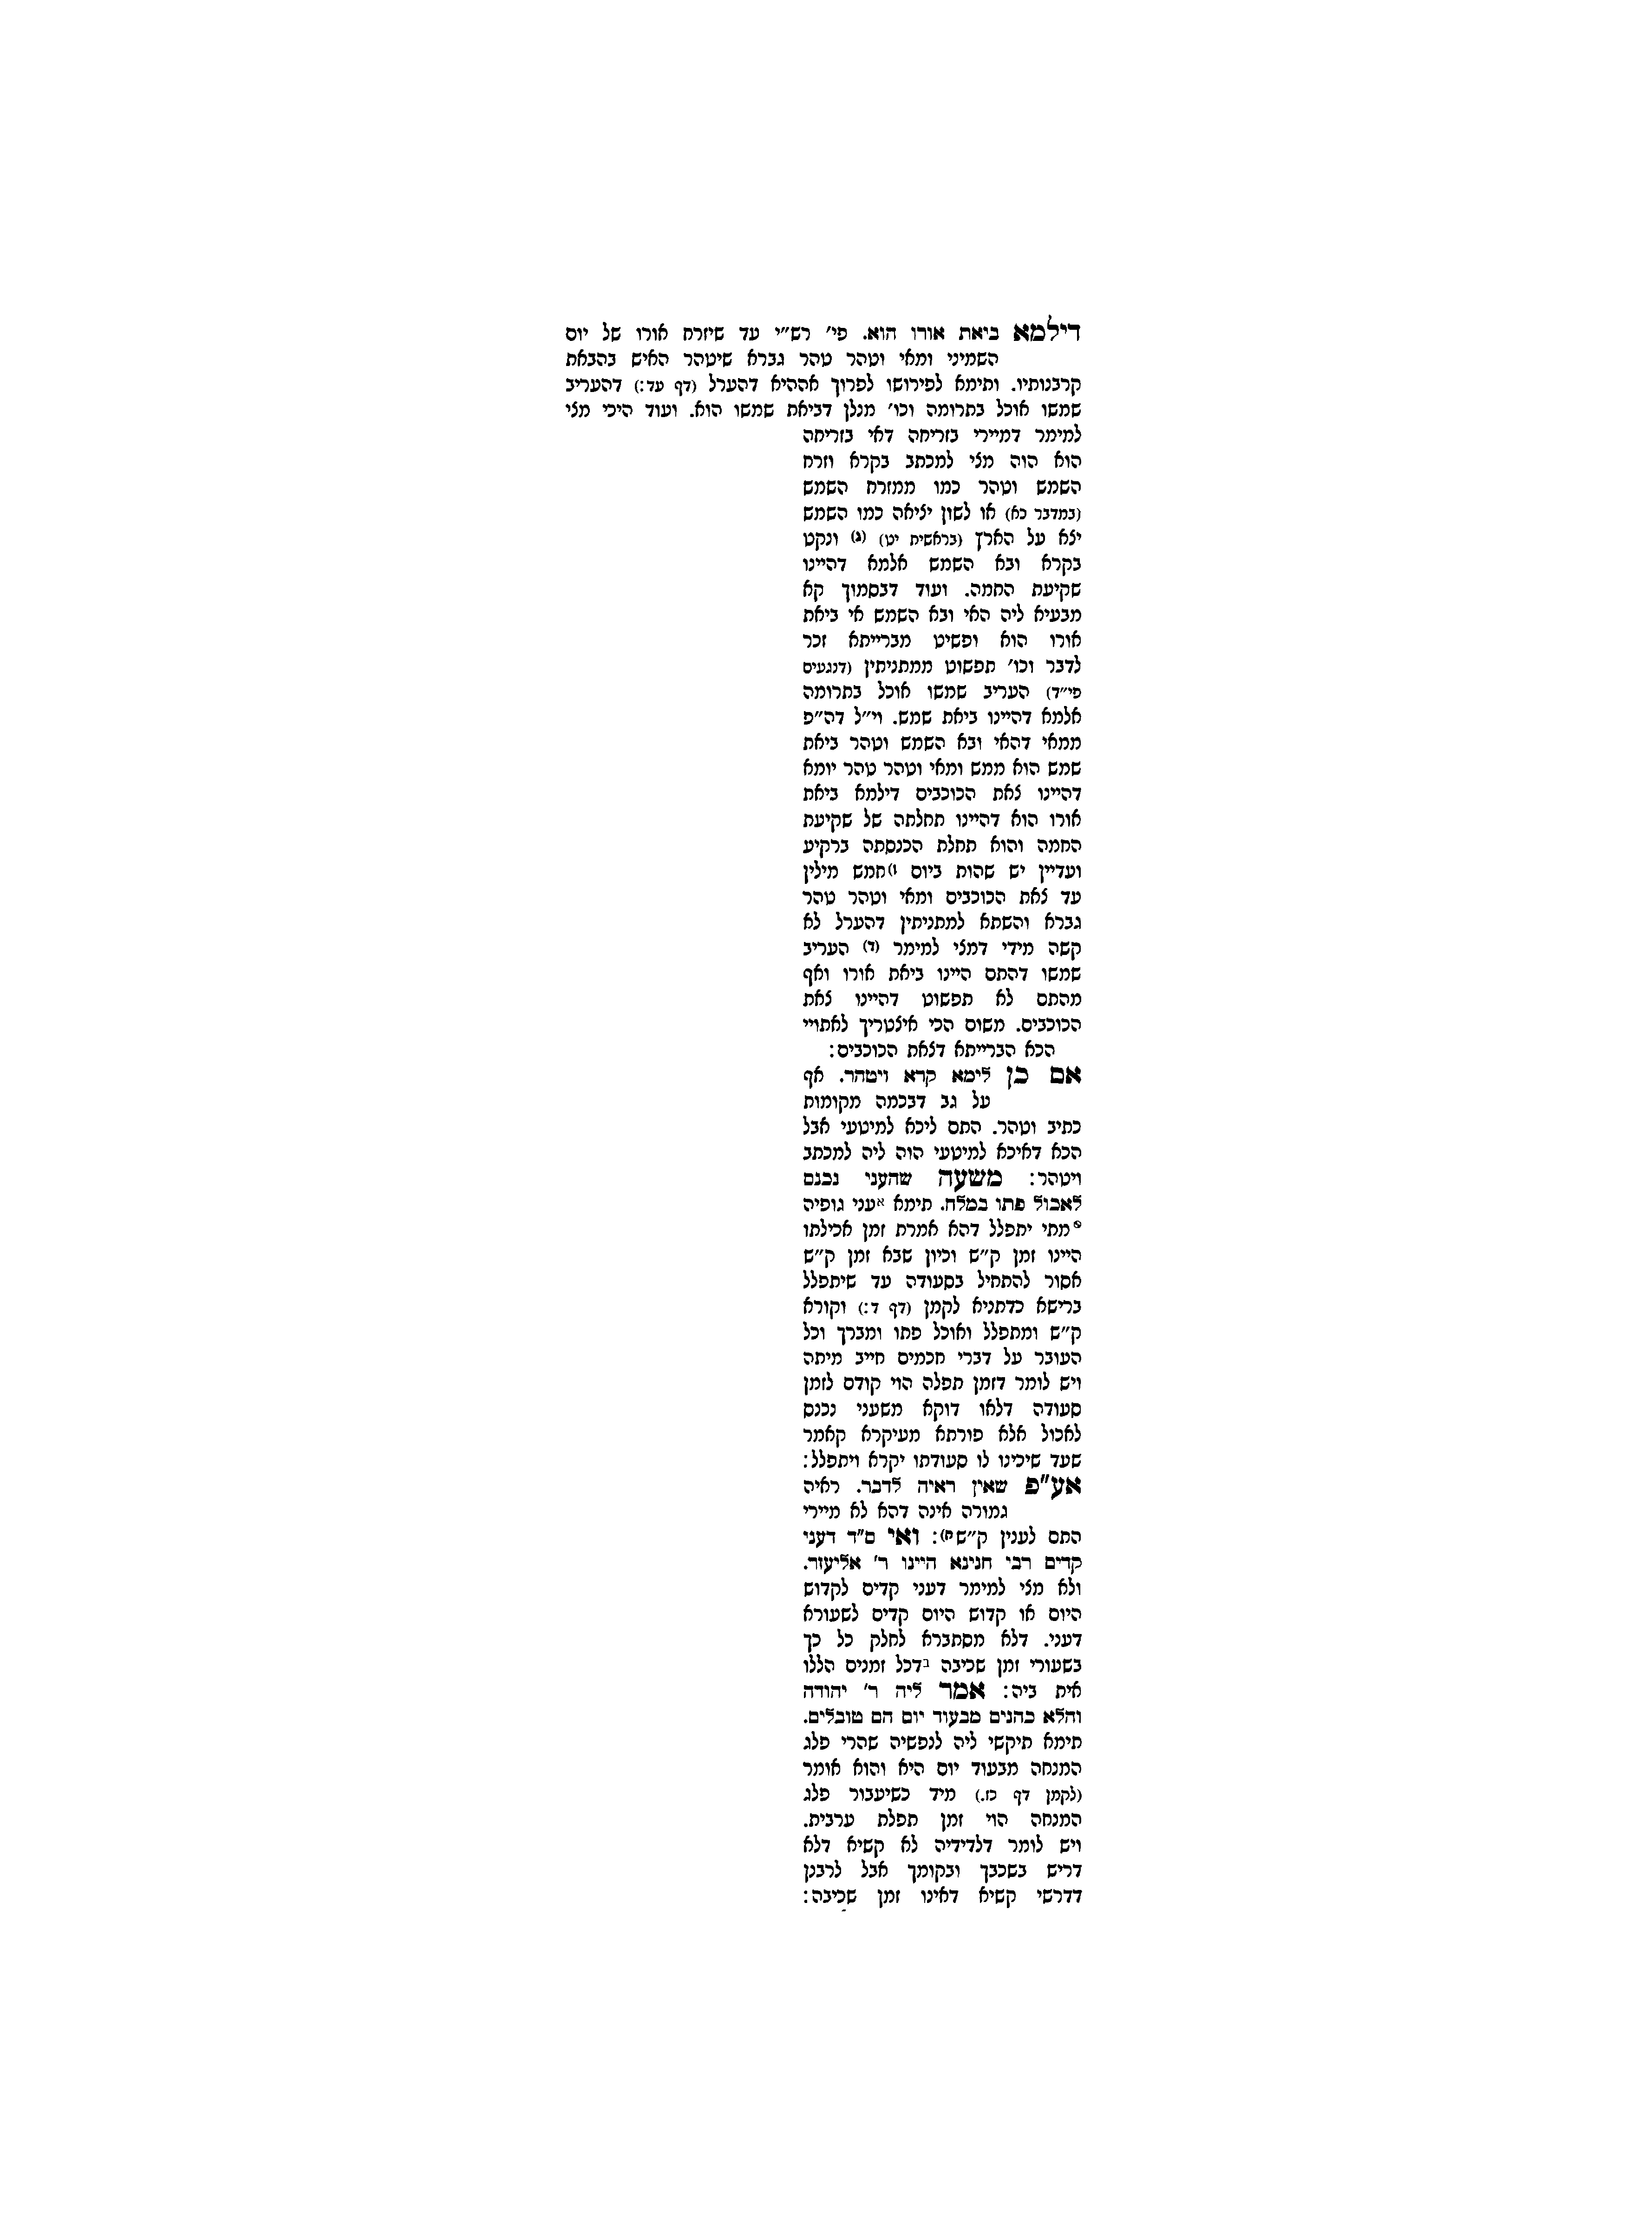 דילמא ביאת אורו הוא. פי' רש"י עד שיזרח אורו של יום
השמיני ומאי וטהר טהר גברא שיטהר האיש בהבאת
קרבנותיו. ותימא לפירושו לפרוך אההיא דהערל (דף עד:) דהעריב
שמשו אוכל בתרומה וכו' מנלן דביאת שמשו הוא. ועוד היכי מצי
למימר דמיירי בזריחה דאי בזריחה
הוא הוה מצי למכתב בקרא וזרח
השמש וטהר כמו ממזרח השמש
(במדבר כא) או לשון יציאה כמו השמש
יצא על הארץ (בראשית יט) (ג) ונקט
בקרא ובא השמש אלמא דהיינו
שקיעת החמה. ועוד דבסמוך קא
מבעיא ליה האי ובא השמש אי ביאת
אורו הוא ופשיט מברייתא זכר
לדבר וכו' תפשוט ממתניתין (דנגעים
פי"ד) העריב שמשו אוכל בתרומה
אלמא דהיינו ביאת שמש. וי"ל דה"פ
ממאי דהאי ובא השמש וטהר ביאת
שמש הוא ממש ומאי וטהר טהר יומא
דהיינו צאת הכוכבים דילמא ביאת
אורו הוא דהיינו תחלתה של שקיעת
החמה והוא תחלת הכנסתה ברקיע
ועדיין יש שהות ביום ו)חמש מילין
עד צאת הכוכבים ומאי וטהר טהר
גברא והשתא למתניתין דהערל לא
קשה מידי דמצי למימר (ד) העריב
שמשו דהתם היינו ביאת אורו ואף
מהתם לא תפשוט דהיינו צאת
הכוכבים. משום הכי איצטריך לאתויי
הכא הברייתא דצאת הכוכבים:
אם כן לימא קרא ויטהר. אף
על גב דבכמה מקומות
כתיב וטהר. התם ליכא למיטעי אבל
הכא דאיכא למיטעי הוה ליה למכתב
ויטהר: משעה שהעני נכנס
לאכול פתו במלח. תימא אעני גופיה
מתי יתפלל דהא אמרת זמן אכילתו
היינו זמן ק"ש וכיון שבא זמן ק"ש
אסור להתחיל בסעודה עד שיתפלל
ברישא כדתניא לקמן (דף ד:) וקורא
ק"ש ומתפלל ואוכל פתו ומברך וכל
העובר על דברי חכמים חייב מיתה
ויש לומר דזמן תפלה הוי קודם לזמן
סעודה דלאו דוקא משעני נכנס
לאכול אלא פורתא מעיקרא קאמר
שעד שיכינו לו סעודתו יקרא ויתפלל:
אע"פ שאין ראיה לדבר. ראיה
גמורה אינה דהא לא מיירי
התם לענין ק"ש: ואי ס"ד דעני
קדים רבי חנינא היינו ר' אליעזר.
ולא מצי למימר דעני קדים לקדוש
היום או קדוש היום קדים לשעורא
דעני. דלא מסתברא לחלק כל כך
בשעורי זמן שכיבה בדכל זמנים הללו
אית ביה: אמר ליה ר' יהודה
והלא כהנים מבעוד יום הם טובלים.
תימא תיקשי ליה לנפשיה שהרי פלג
המנחה מבעוד יום היא והוא אומר
(לקמן דף כז.) מיד כשיעבור פלג
המנחה הוי זמן תפלת ערבית.
ויש לומר דלדידיה לא קשיא דלא
דריש בשכבך ובקומך אבל לרבנן
דדרשי קשיא דאינו זמן שכיבה: